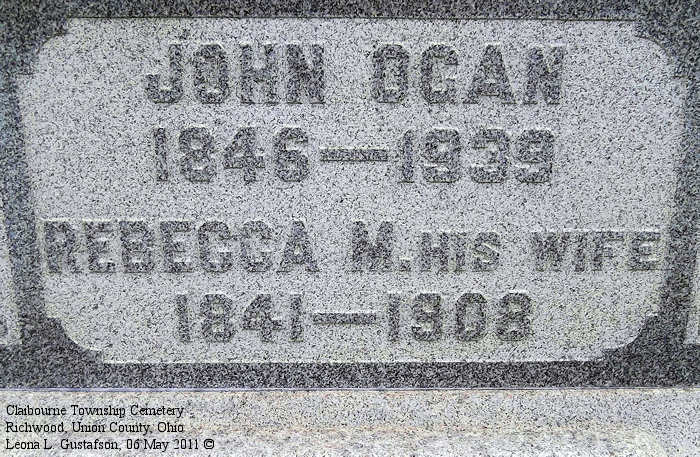 JOHN OGAN
1846—1939
REBECCA M. HIS WIFE
1841—1908
Claibourne Township Cemetery
Richwood, Union County, Ohio
Leona L. Gustafson, 06 May 2011 ©